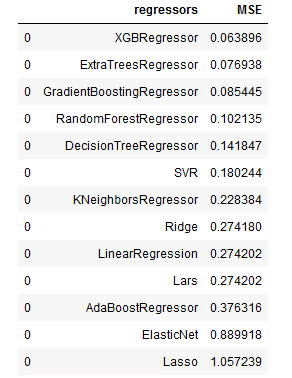 regressors MSE
0 XGBRegressor 0.063896
0 ExtraTreesRegressor 0.076938
0 GradientBoostingRegressor 0.085445
0 RandomForestRegressor 0.102135
0 DecisionTreeRegressor 0.141847
0 SVR 0.180244
0 KNeighborsRegressor 0.228384
0 Ridge 0.274180
0 LinearRegression 0.274202
0 Lars 0.274202
0 AdaBoostRegressor 0.376316
0 ElasticNet 0.889918
0 Lasso 1.057239